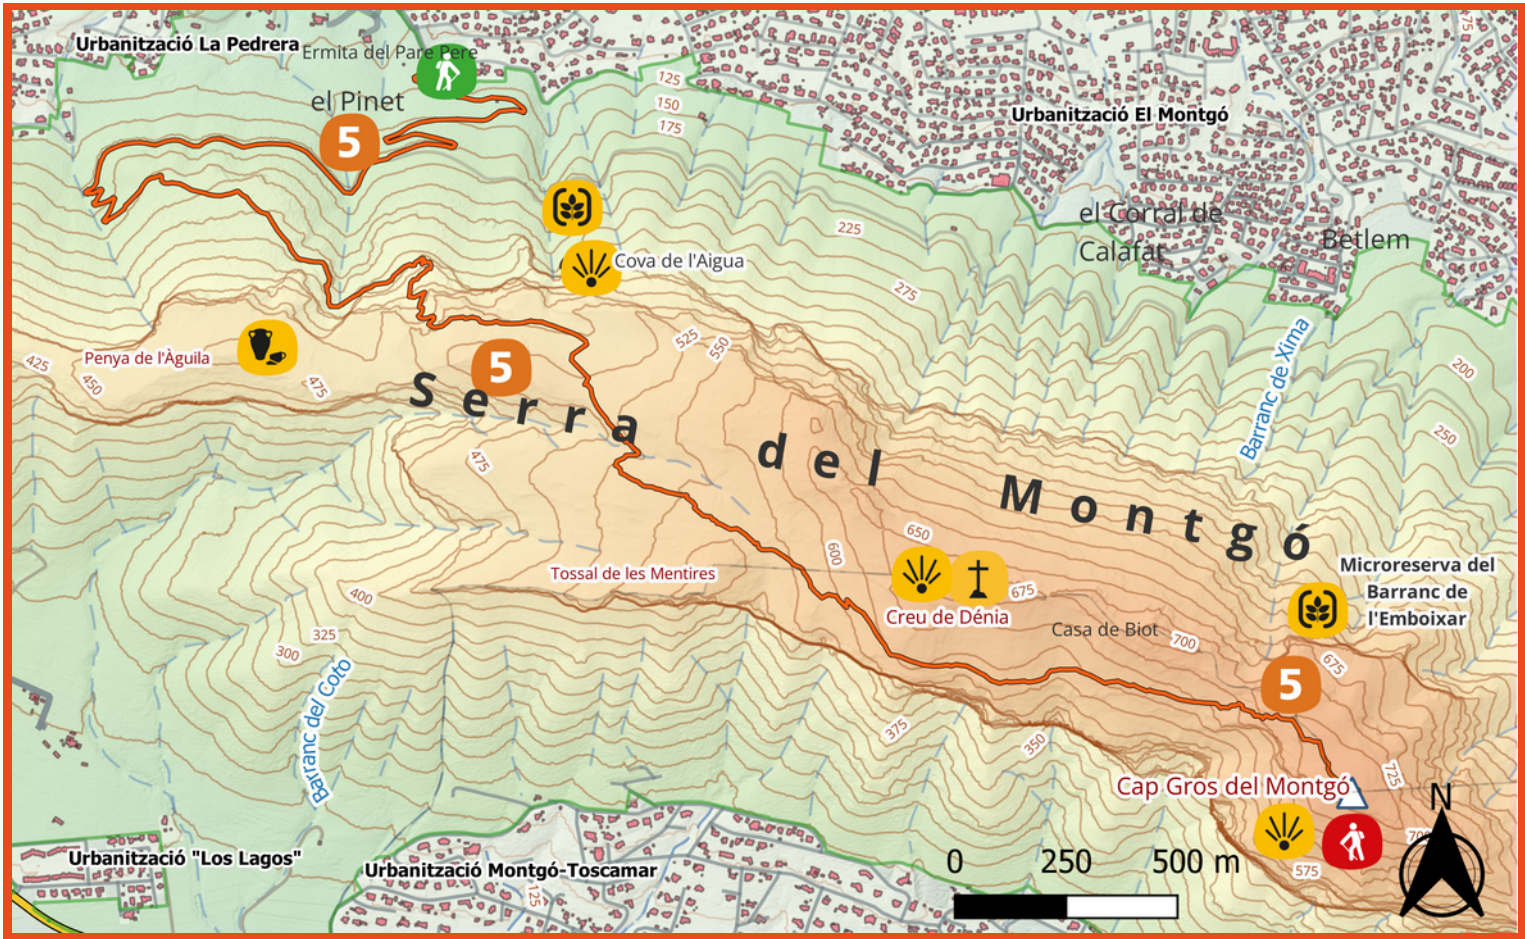 Urbanització La Pedrera
Ermita del Pare Pere
el Pinet
5
125
150
175
75
Urbanització El Montgó
el Corral de
Calafat
Betlem
225
Cova de l'Aigua
275
Barranc de Xima
200
250
Penya de l'Àguila
425
450
475
5
525
550
Serra del Montgó
475
650
600
Tossal de les Mentires
Creu de Dénia
675
Casa de Biot
700
Microreserva del
Barranc de
l'Emboixar
675
5
400
325
300
Barranc del Coto
375
350
725
Cap Gros del Montgó
700
575
N
0 250 500 m
Urbanització "Los Lagos"
Urbanització Montgó-Toscamar
125